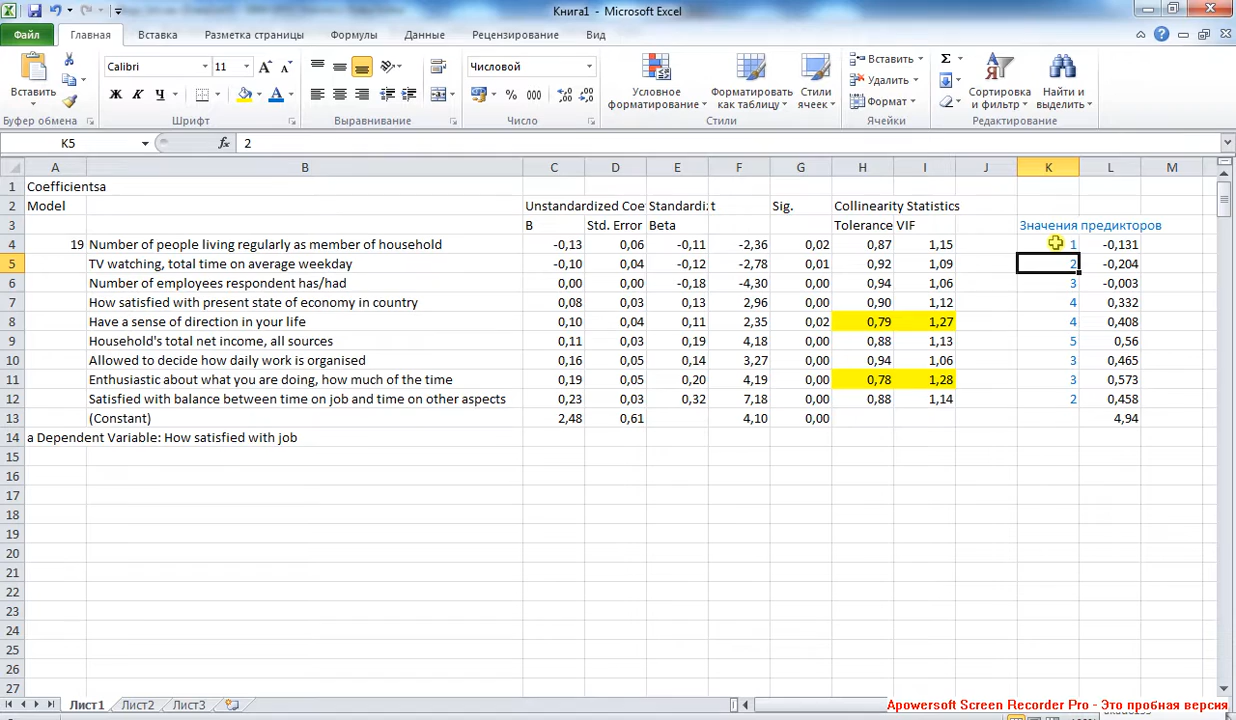 Книга1 - Microsoft Excel
Файл Главная Вставка Разметка страницы Формулы Данные Рецензирование Вид
Вставить Calibri 11 Числовой Условное форматирование Форматировать как таблицу Стили ячеек Вставить Удалить Формат Сортировка и фильтр Найти и выделить
Ж К Ч % 000
Буфер обмена Шрифт Выравнивание Число Стили Ячейки Редактирование
K5 fx 2
A B C D E F G H I J K L M
1 Coefficientsa
2 Model Unstandardized Coe Standardi: t Sig. Collinearity Statistics
3 B Std. Error Beta Tolerance VIF Значения предикторов
4 19 Number of people living regularly as member of household -0,13 0,06 -0,11 -2,36 0,02 0,87 1,15 1 -0,131
5 TV watching, total time on average weekday -0,10 0,04 -0,12 -2,78 0,01 0,92 1,09 2 -0,204
6 Number of employees respondent has/had 0,00 0,00 -0,18 -4,30 0,00 0,94 1,06 3 -0,003
7 How satisfied with present state of economy in country 0,08 0,03 0,13 2,96 0,00 0,90 1,12 4 0,332
8 Have a sense of direction in your life 0,10 0,04 0,11 2,35 0,02 0,79 1,27 4 0,408
9 Household's total net income, all sources 0,11 0,03 0,19 4,18 0,00 0,88 1,13 5 0,56
10 Allowed to decide how daily work is organised 0,16 0,05 0,14 3,27 0,00 0,94 1,06 3 0,465
11 Enthusiastic about what you are doing, how much of the time 0,19 0,05 0,20 4,19 0,00 0,78 1,28 3 0,573
12 Satisfied with balance between time on job and time on other aspects 0,23 0,03 0,32 7,18 0,00 0,88 1,14 2 0,458
13 (Constant) 2,48 0,61 4,10 0,00 4,94
14 a Dependent Variable: How satisfied with job
15
16
17
18
19
20
21
22
23
24
25
26
27
Лист1 Лист2 Лист3
Apowersoft Screen Recorder Pro - Это пробная версия